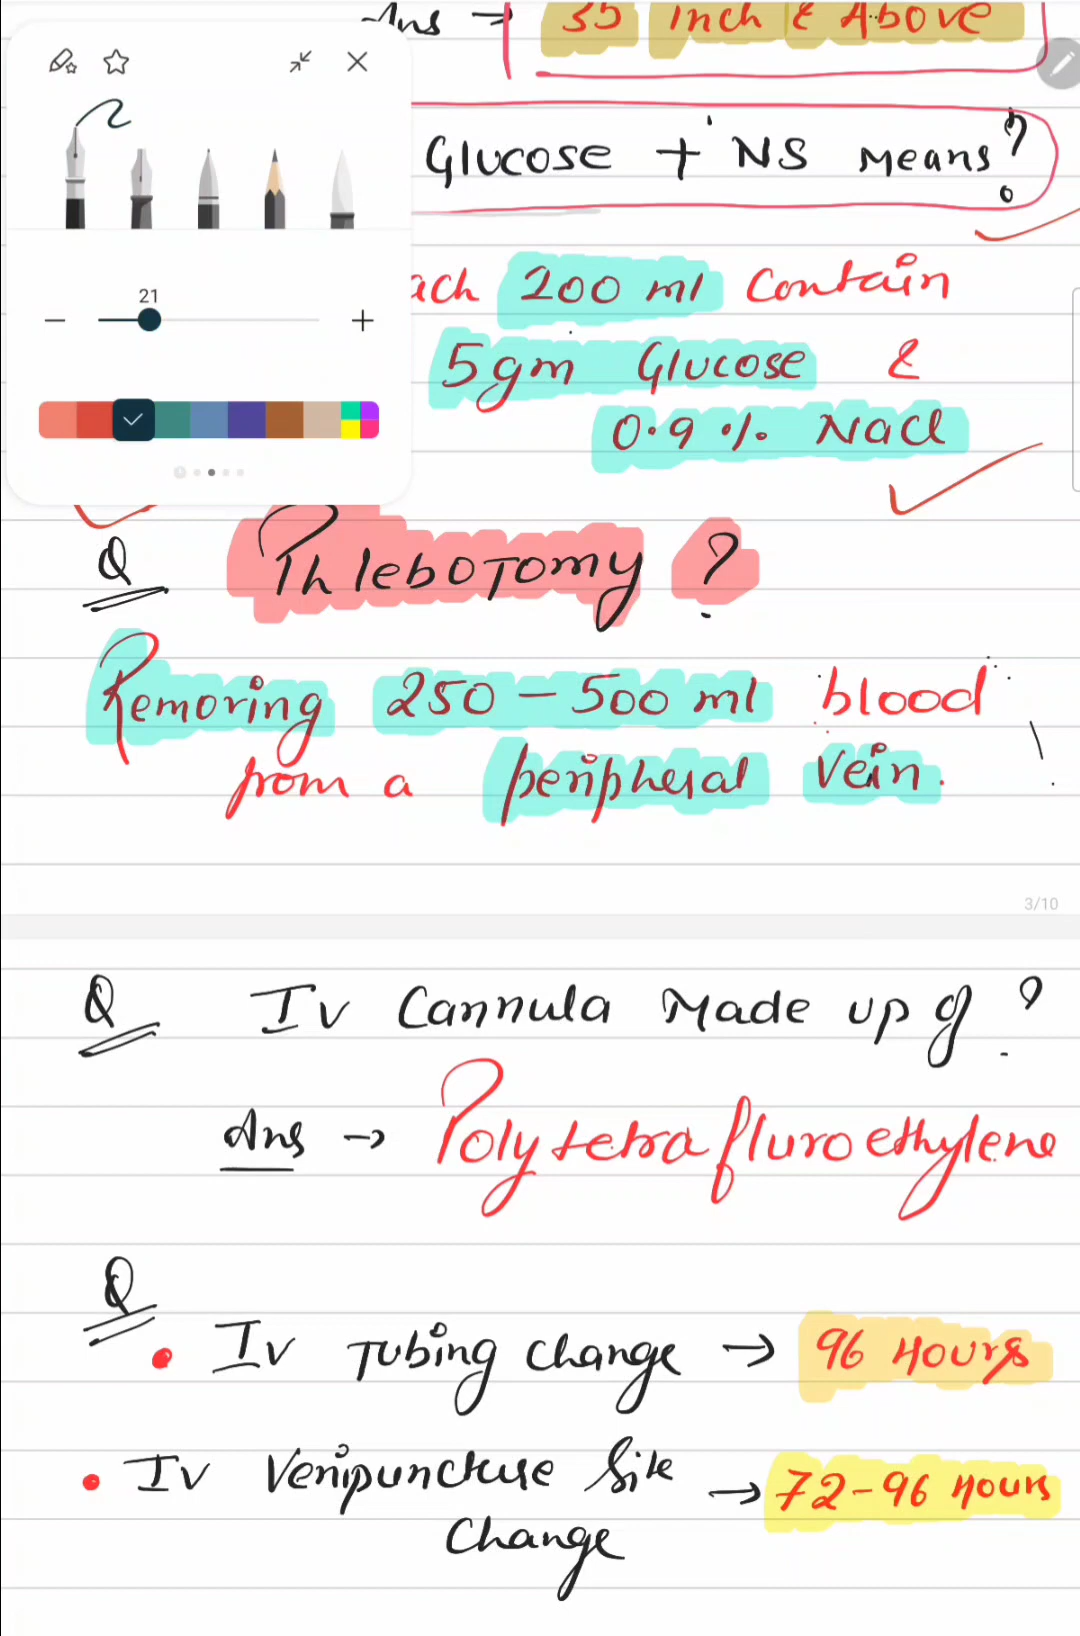 Ans → 35 inch & Above
21
Glucose + NS Means?
ach 200 ml Contain
5gm Glucose &
0.9 % Nacl
Q Phlebotomy?
Removing 250-500 ml blood
from a peripheral vein.
3/10
Q IV Cannula Made up of?
Ans → Polytetrafluroethylene
Q
• IV Tubing change → 96 Hours
• IV Venipuncture Site → 72-96 Hours
Change